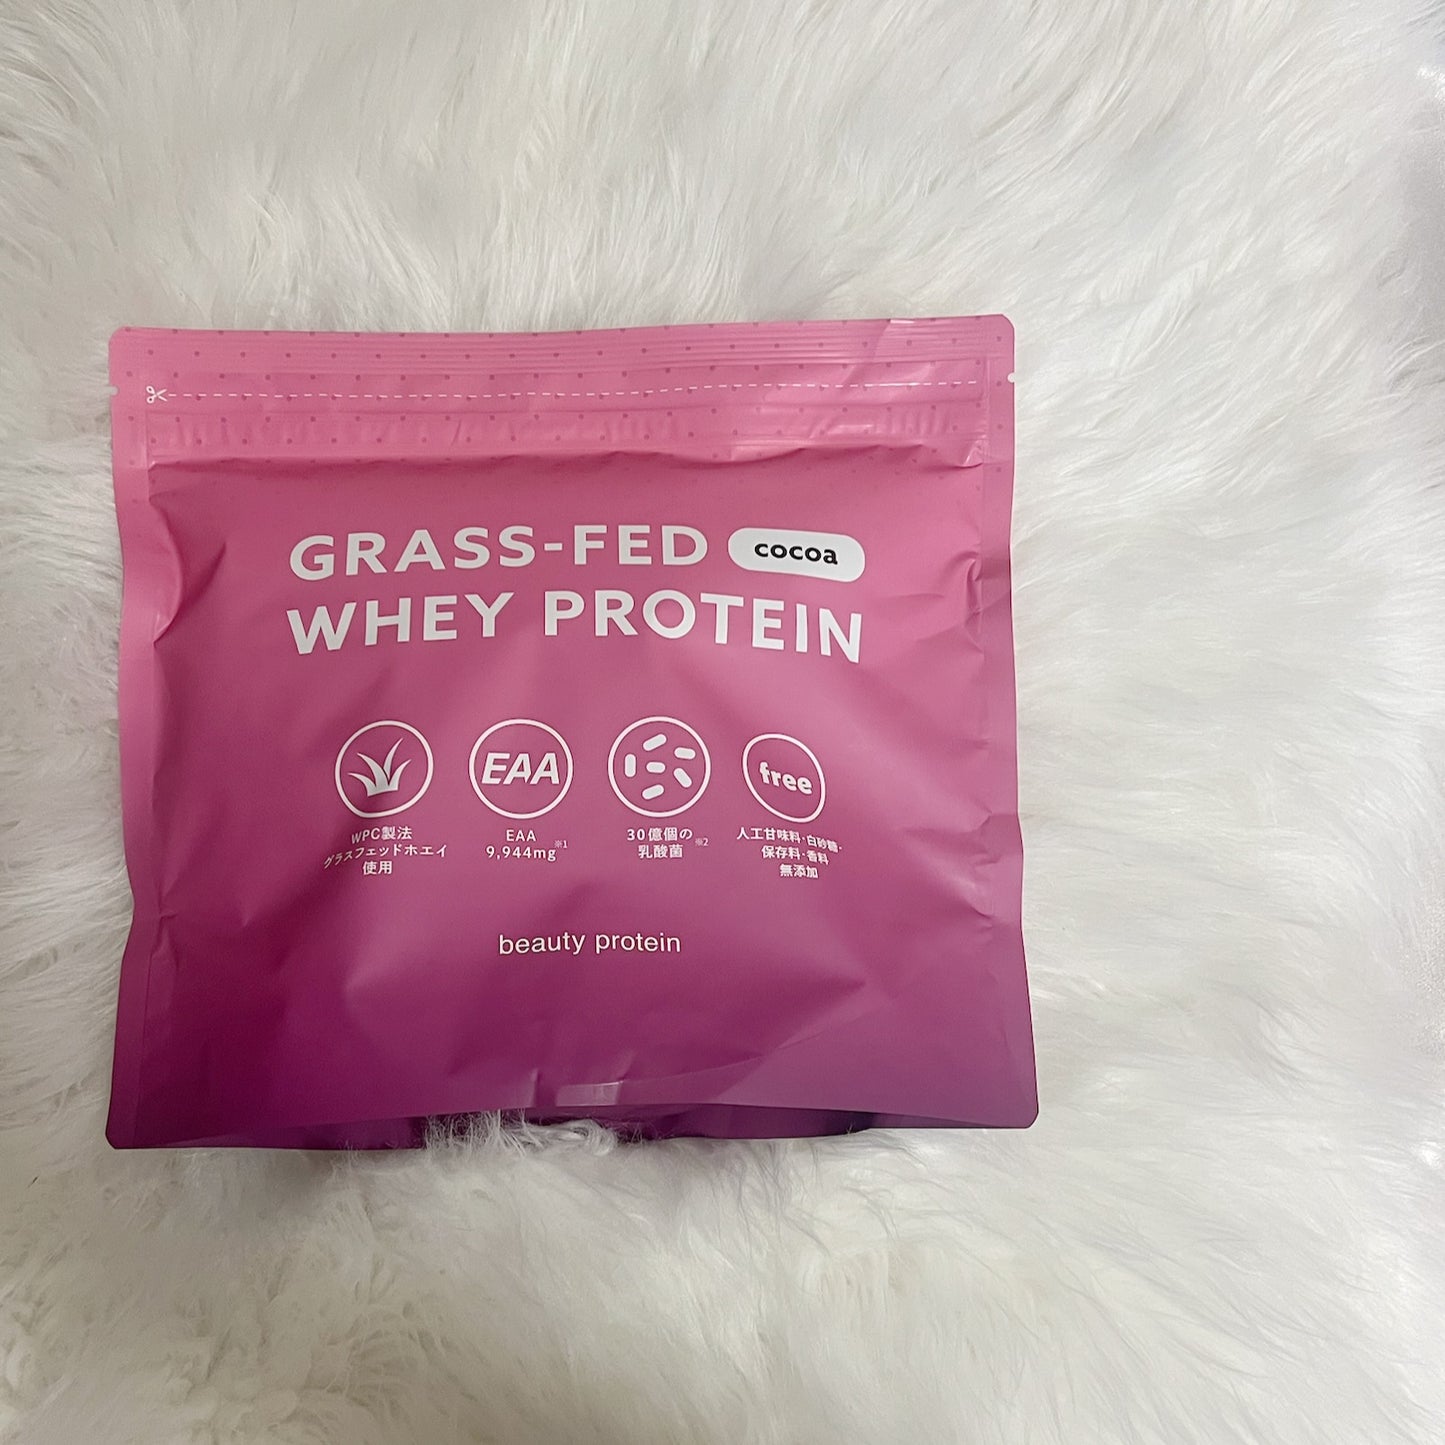 GRASS-FED cocoa
WHEY PROTEIN
EAA
free
WPC製法
グラスフェッドホエイ
使用
EAA
9,944mg※1
30億個の
乳酸菌※2
人工甘味料・白砂糖・
保存料・香料
無添加
beauty protein